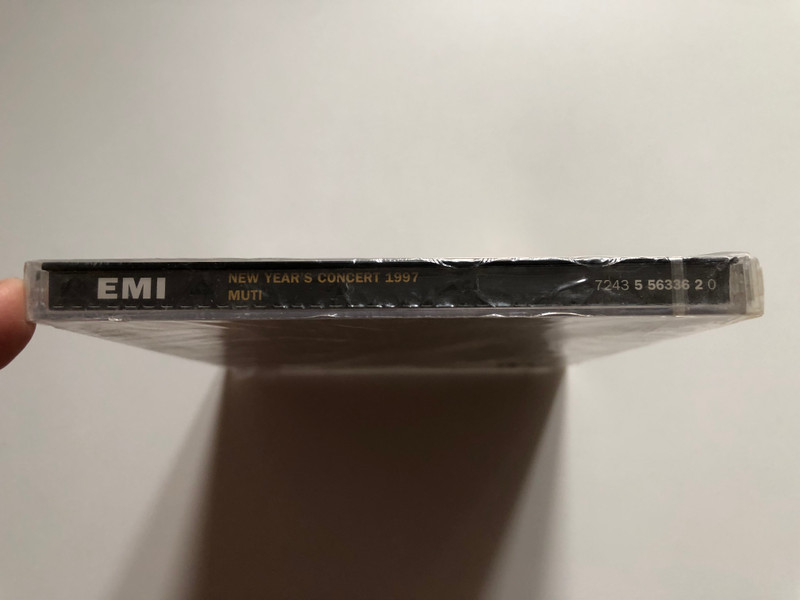 EMI
NEW YEAR'S CONCERT 1997
MUTI
7243 5 56336 2 0